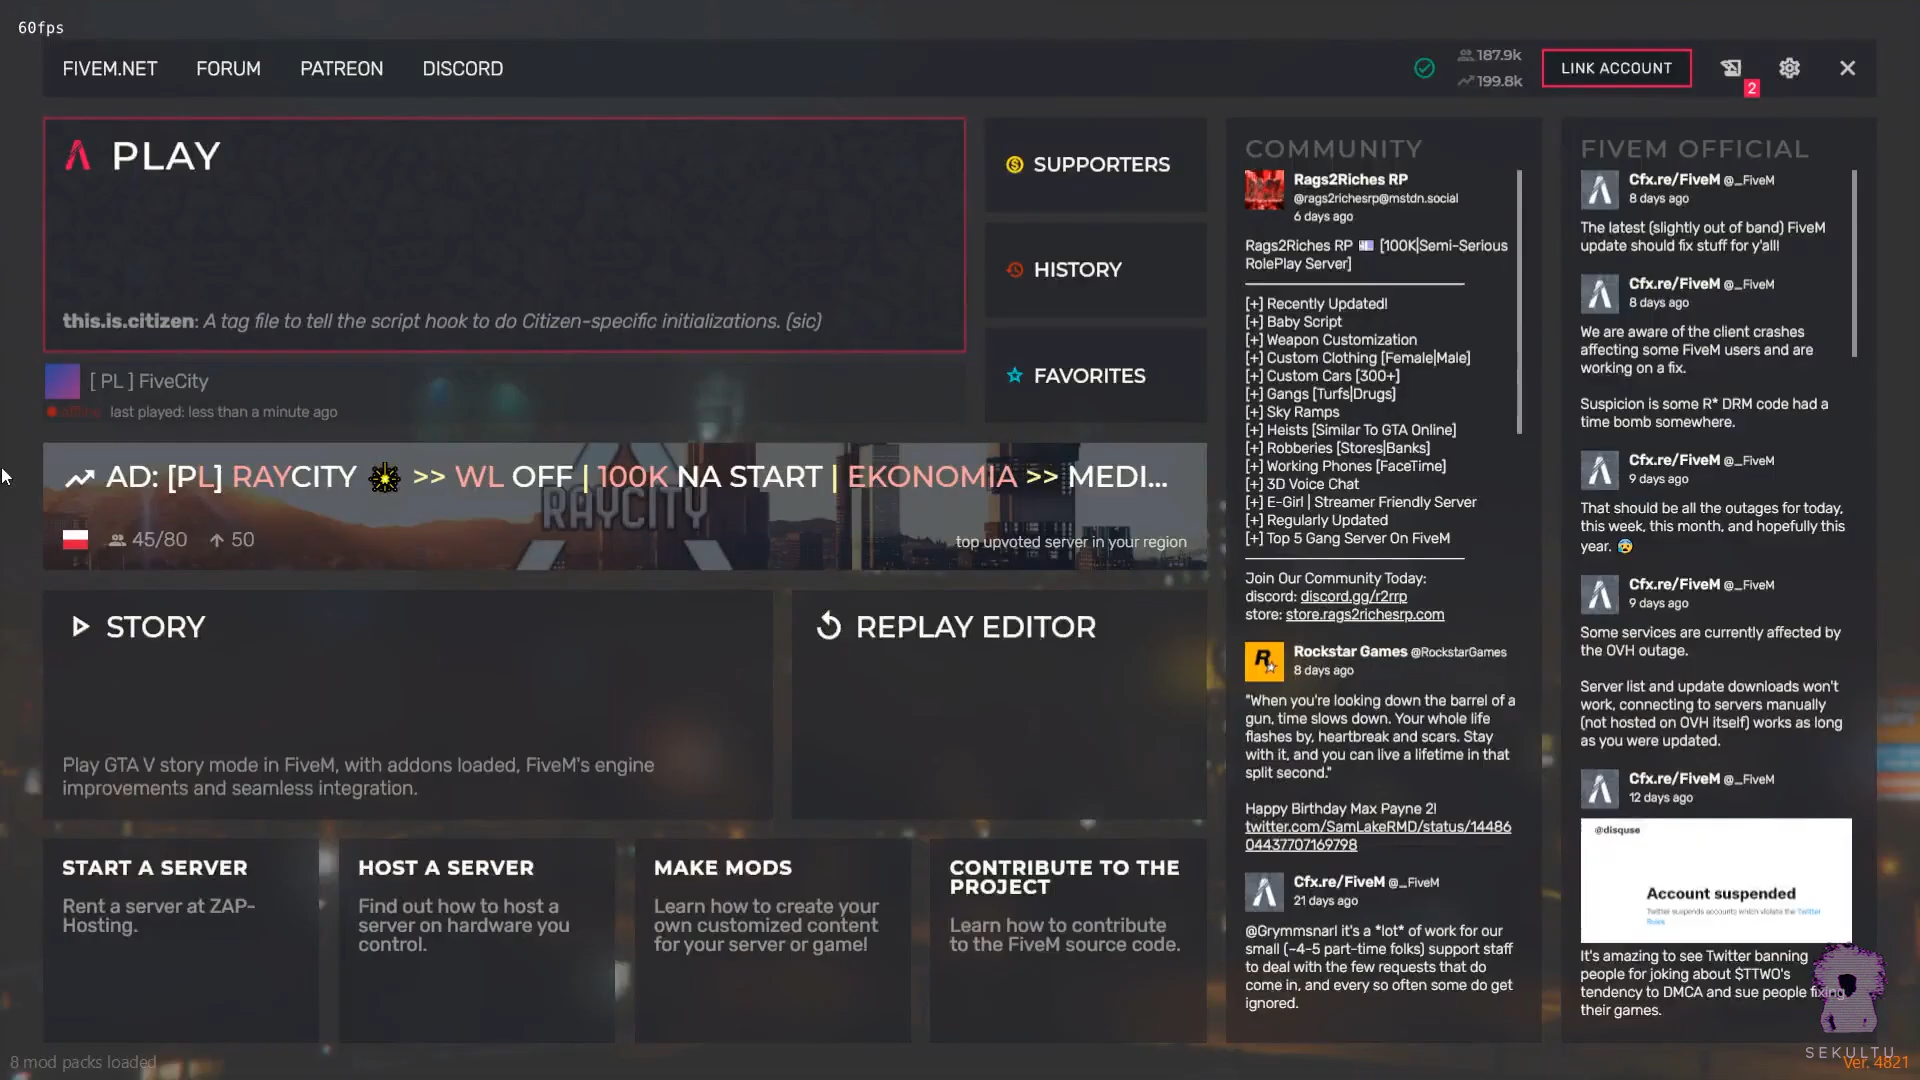 60fps
FIVEM.NET FORUM PATREON DISCORD
187.9k
199.8k
LINK ACCOUNT
2
PLAY
this.is.citizen: A tag file to tell the script hook to do Citizen-specific initializations. (sic)
[ PL ] FiveCity
offline last played: less than a minute ago
SUPPORTERS
HISTORY
FAVORITES
AD: [PL] RAYCITY >> WL OFF | 100K NA START | EKONOMIA >> MEDI...
RAYCITY
45/80 50
top upvoted server in your region
STORY
Play GTA V story mode in FiveM, with addons loaded, FiveM's engine
improvements and seamless integration.
REPLAY EDITOR
START A SERVER
Rent a server at ZAP-
Hosting.
HOST A SERVER
Find out how to host a
server on hardware you
control.
MAKE MODS
Learn how to create your
own customized content
for your server or game!
CONTRIBUTE TO THE
PROJECT
Learn how to contribute
to the FiveM source code.
COMMUNITY
Rags2Riches RP
@rags2richesrp@mstdn.social
6 days ago
Rags2Riches RP 💷 [100K|Semi-Serious
RolePlay Server]
[+] Recently Updated!
[+] Baby Script
[+] Weapon Customization
[+] Custom Clothing [Female|Male]
[+] Custom Cars [300+]
[+] Gangs [Turfs|Drugs]
[+] Sky Ramps
[+] Heists [Similar To GTA Online]
[+] Robberies [Stores|Banks]
[+] Working Phones [FaceTime]
[+] 3D Voice Chat
[+] E-Girl | Streamer Friendly Server
[+] Regularly Updated
[+] Top 5 Gang Server On FiveM
Join Our Community Today:
discord: discord.gg/r2rrp
store: store.rags2richesrp.com
Rockstar Games @RockstarGames
8 days ago
"When you're looking down the barrel of a
gun, time slows down. Your whole life
flashes by, heartbreak and scars. Stay
with it, and you can live a lifetime in that
split second."
Happy Birthday Max Payne 2!
twitter.com/SamLakeRMD/status/14486
04437707169798
Cfx.re/FiveM @_FiveM
21 days ago
@Grymmsnarl it's a *lot* of work for our
small (~4-5 part-time folks) support staff
to deal with the few requests that do
come in, and every so often some do get
ignored.
FIVEM OFFICIAL
Cfx.re/FiveM @_FiveM
8 days ago
The latest (slightly out of band) FiveM
update should fix stuff for y'all!
Cfx.re/FiveM @_FiveM
8 days ago
We are aware of the client crashes
affecting some FiveM users and are
working on a fix.
Suspicion is some R* DRM code had a
time bomb somewhere.
Cfx.re/FiveM @_FiveM
9 days ago
That should be all the outages for today,
this week, this month, and hopefully this
year. 😰
Cfx.re/FiveM @_FiveM
9 days ago
Some services are currently affected by
the OVH outage.
Server list and update downloads won't
work, connecting to servers manually
(not hosted on OVH itself) works as long
as you were updated.
Cfx.re/FiveM @_FiveM
12 days ago
@disquse
Account suspended
Twitter suspends accounts which violate the Twitter
Rules
It's amazing to see Twitter banning
people for joking about $TTWO's
tendency to DMCA and sue people fixing
their games.
SEKULTU
8 mod packs loaded
Ver. 4821